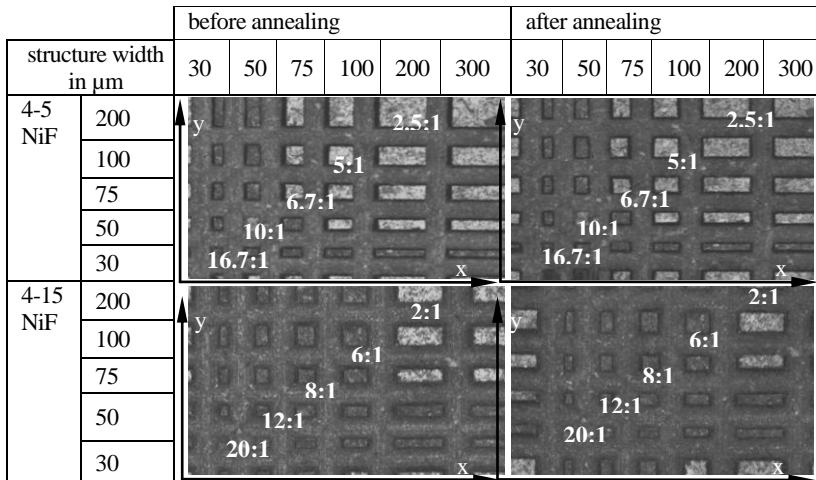 before annealing after annealing
structure width in µm 30 50 75 100 200 300 30 50 75 100 200 300
4-5 NiF
200
100
75
50
30
y
2.5:1
5:1
6.7:1
10:1
16.7:1
x
y
2.5:1
5:1
6.7:1
10:1
16.7:1
x
4-15 NiF
200
100
75
50
30
y
2:1
6:1
8:1
12:1
20:1
x
y
2:1
6:1
8:1
12:1
20:1
x